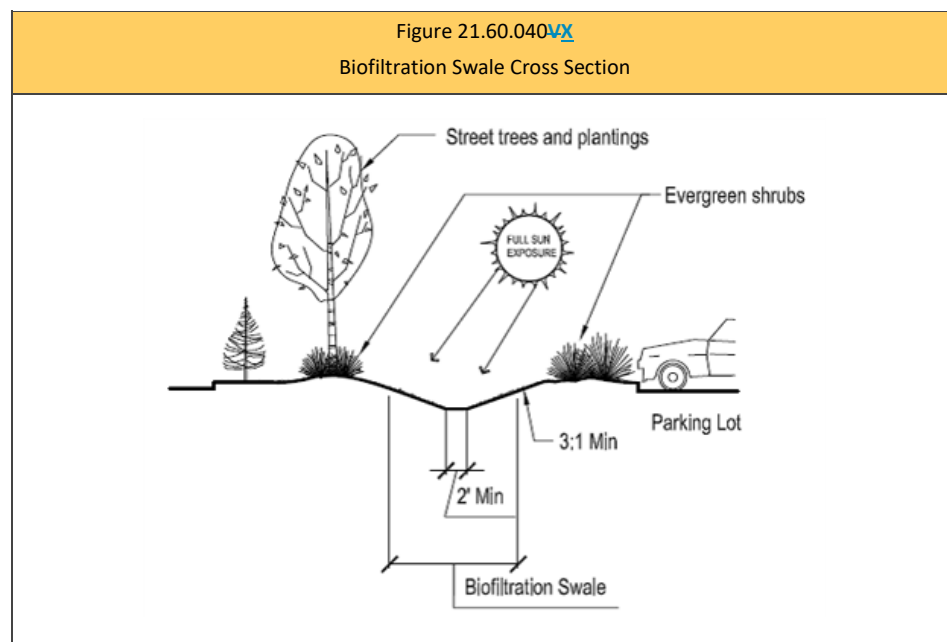 Figure 21.60.040VX
Biofiltration Swale Cross Section
Street trees and plantings
Evergreen shrubs
FULL SUN
EXPOSURE
3;1 Min
Parking Lot
2' Min
Biofiltration Swale